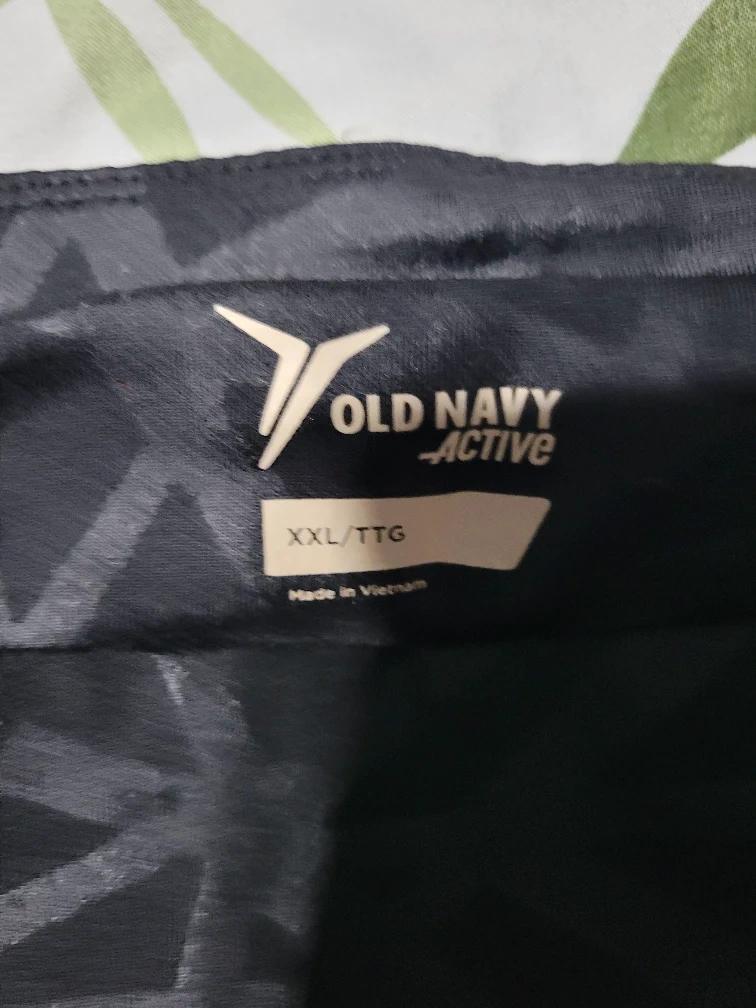 OLD NAVY
ACTIVE
XXL/TTG
Made in Vietnam